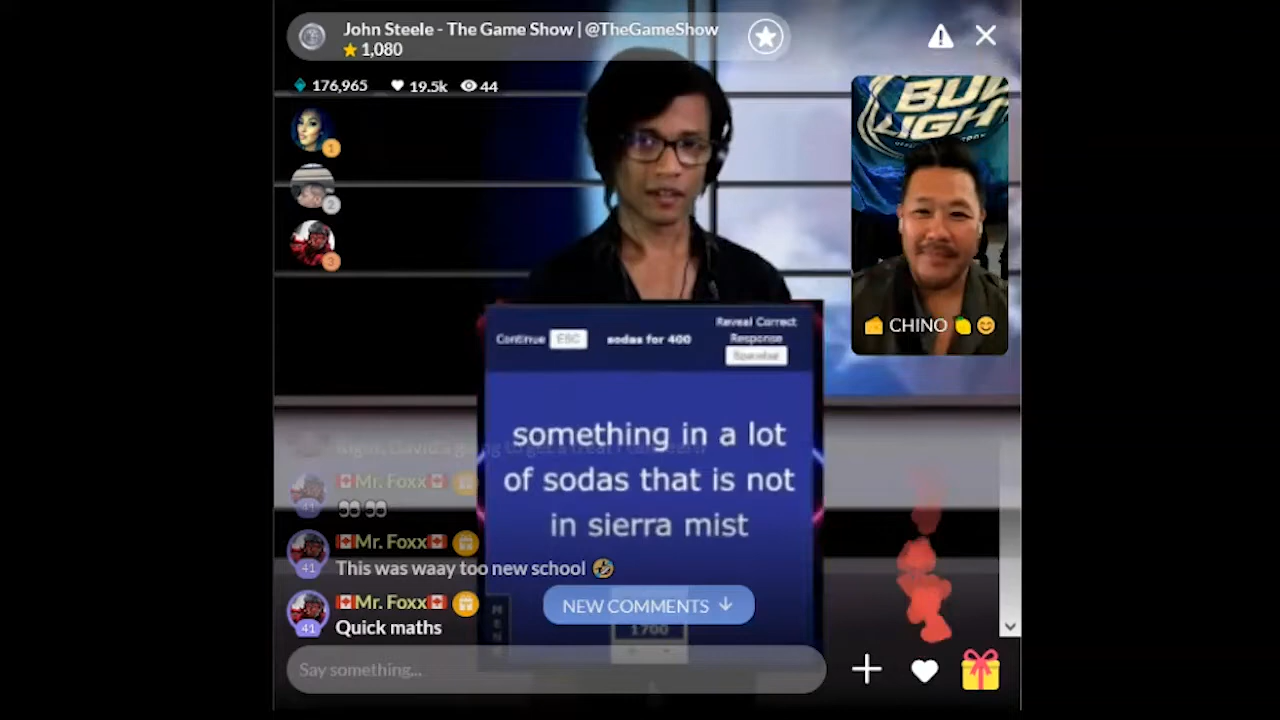 John Steele - The Game Show | @TheGameShow
1,080
176,965 19.5k 44
1
2
3
BUD
LIGHT
CHINO
Continue ESC sodas for 400 Reveal Correct
Response
Spacebar
something in a lot
of sodas that is not
in sierra mist
Mr. Foxx
41
Mr. Foxx
41 This was waay too new school
Mr. Foxx
41 Quick maths
NEW COMMENTS
1700
Say something...